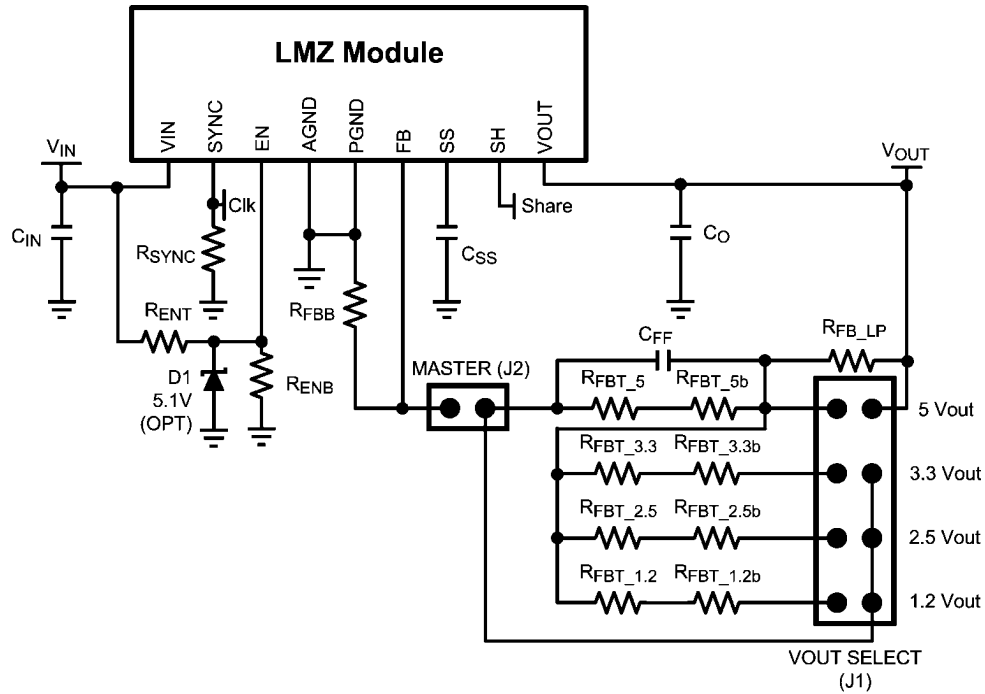 LMZ Module
VIN
SYNC
EN
AGND
PGND
FB
SS
SH
VOUT
VIN
VOUT
Clk
Share
CIN
RSYNC
CSS
CO
RENT
RFBB
D1
5.1V
(OPT)
RENB
MASTER (J2)
CFF
RFB_LP
RFBT_5
RFBT_5b
5 Vout
RFBT_3.3
RFBT_3.3b
3.3 Vout
RFBT_2.5
RFBT_2.5b
2.5 Vout
RFBT_1.2
RFBT_1.2b
1.2 Vout
VOUT SELECT
(J1)